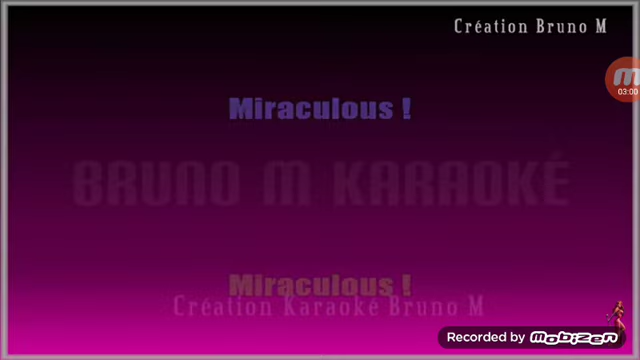 Création Bruno M
03:00
Miraculous !
BRUNO M KARAOKÉ
Miraculous !
Création Karaoké Bruno M
Recorded by Mobizen